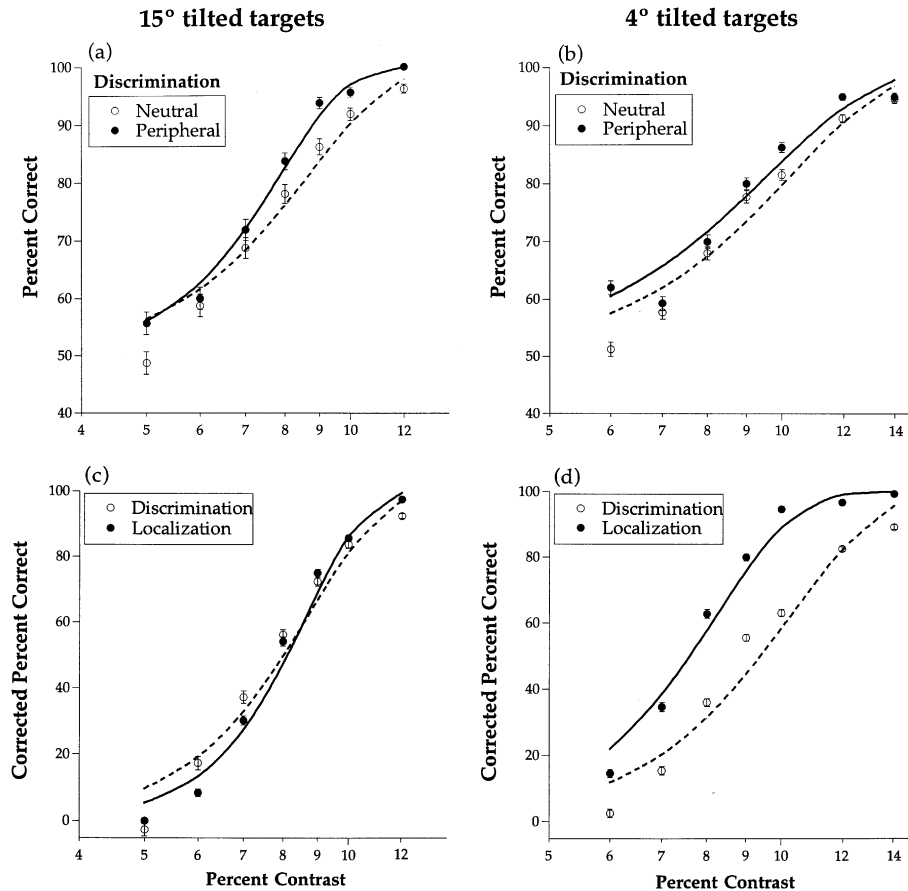 15° tilted targets
4° tilted targets
(a)
Discrimination
Neutral
Peripheral
Percent Correct
100
90
80
70
60
50
40
4 5 6 7 8 9 10 12
(b)
Discrimination
Neutral
Peripheral
Percent Correct
100
90
80
70
60
50
40
5 6 7 8 9 10 12 14
(c)
Discrimination
Localization
Corrected Percent Correct
100
80
60
40
20
0
4 5 6 7 8 9 10 12
Percent Contrast
(d)
Discrimination
Localization
Corrected Percent Correct
100
80
60
40
20
0
5 6 7 8 9 10 12 14
Percent Contrast